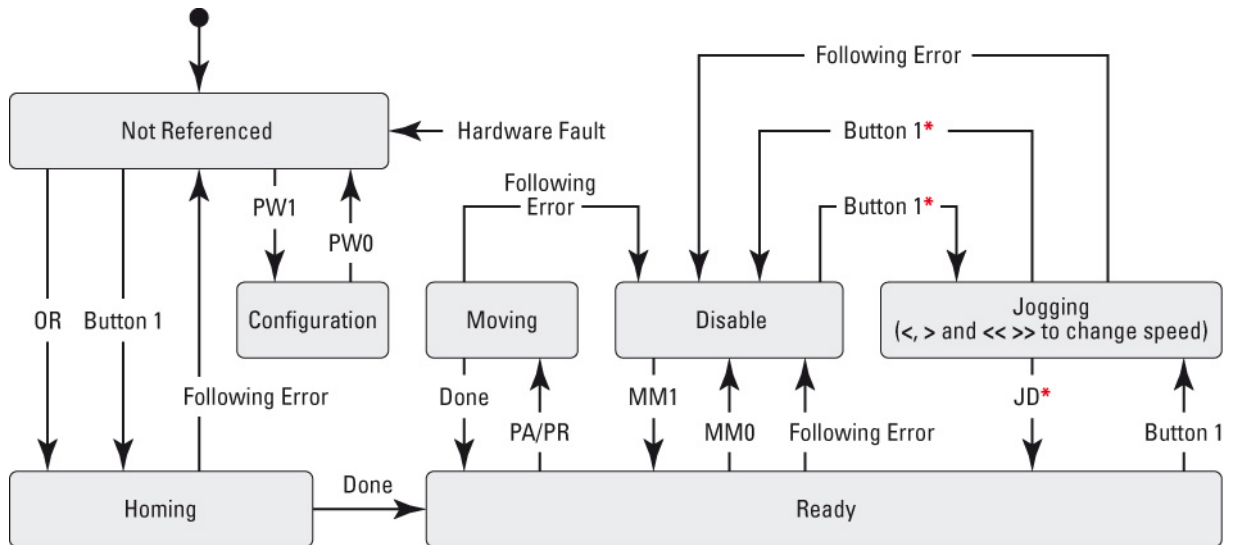 Following Error
Not Referenced
Hardware Fault
Button 1*
Following
Error
PW1
Button 1*
PW0
OR
Button 1
Configuration
Moving
Disable
Jogging
(<, > and << >> to change speed)
Following Error
Done
PA/PR
MM1
MM0
Following Error
JD*
Button 1
Done
Homing
Ready